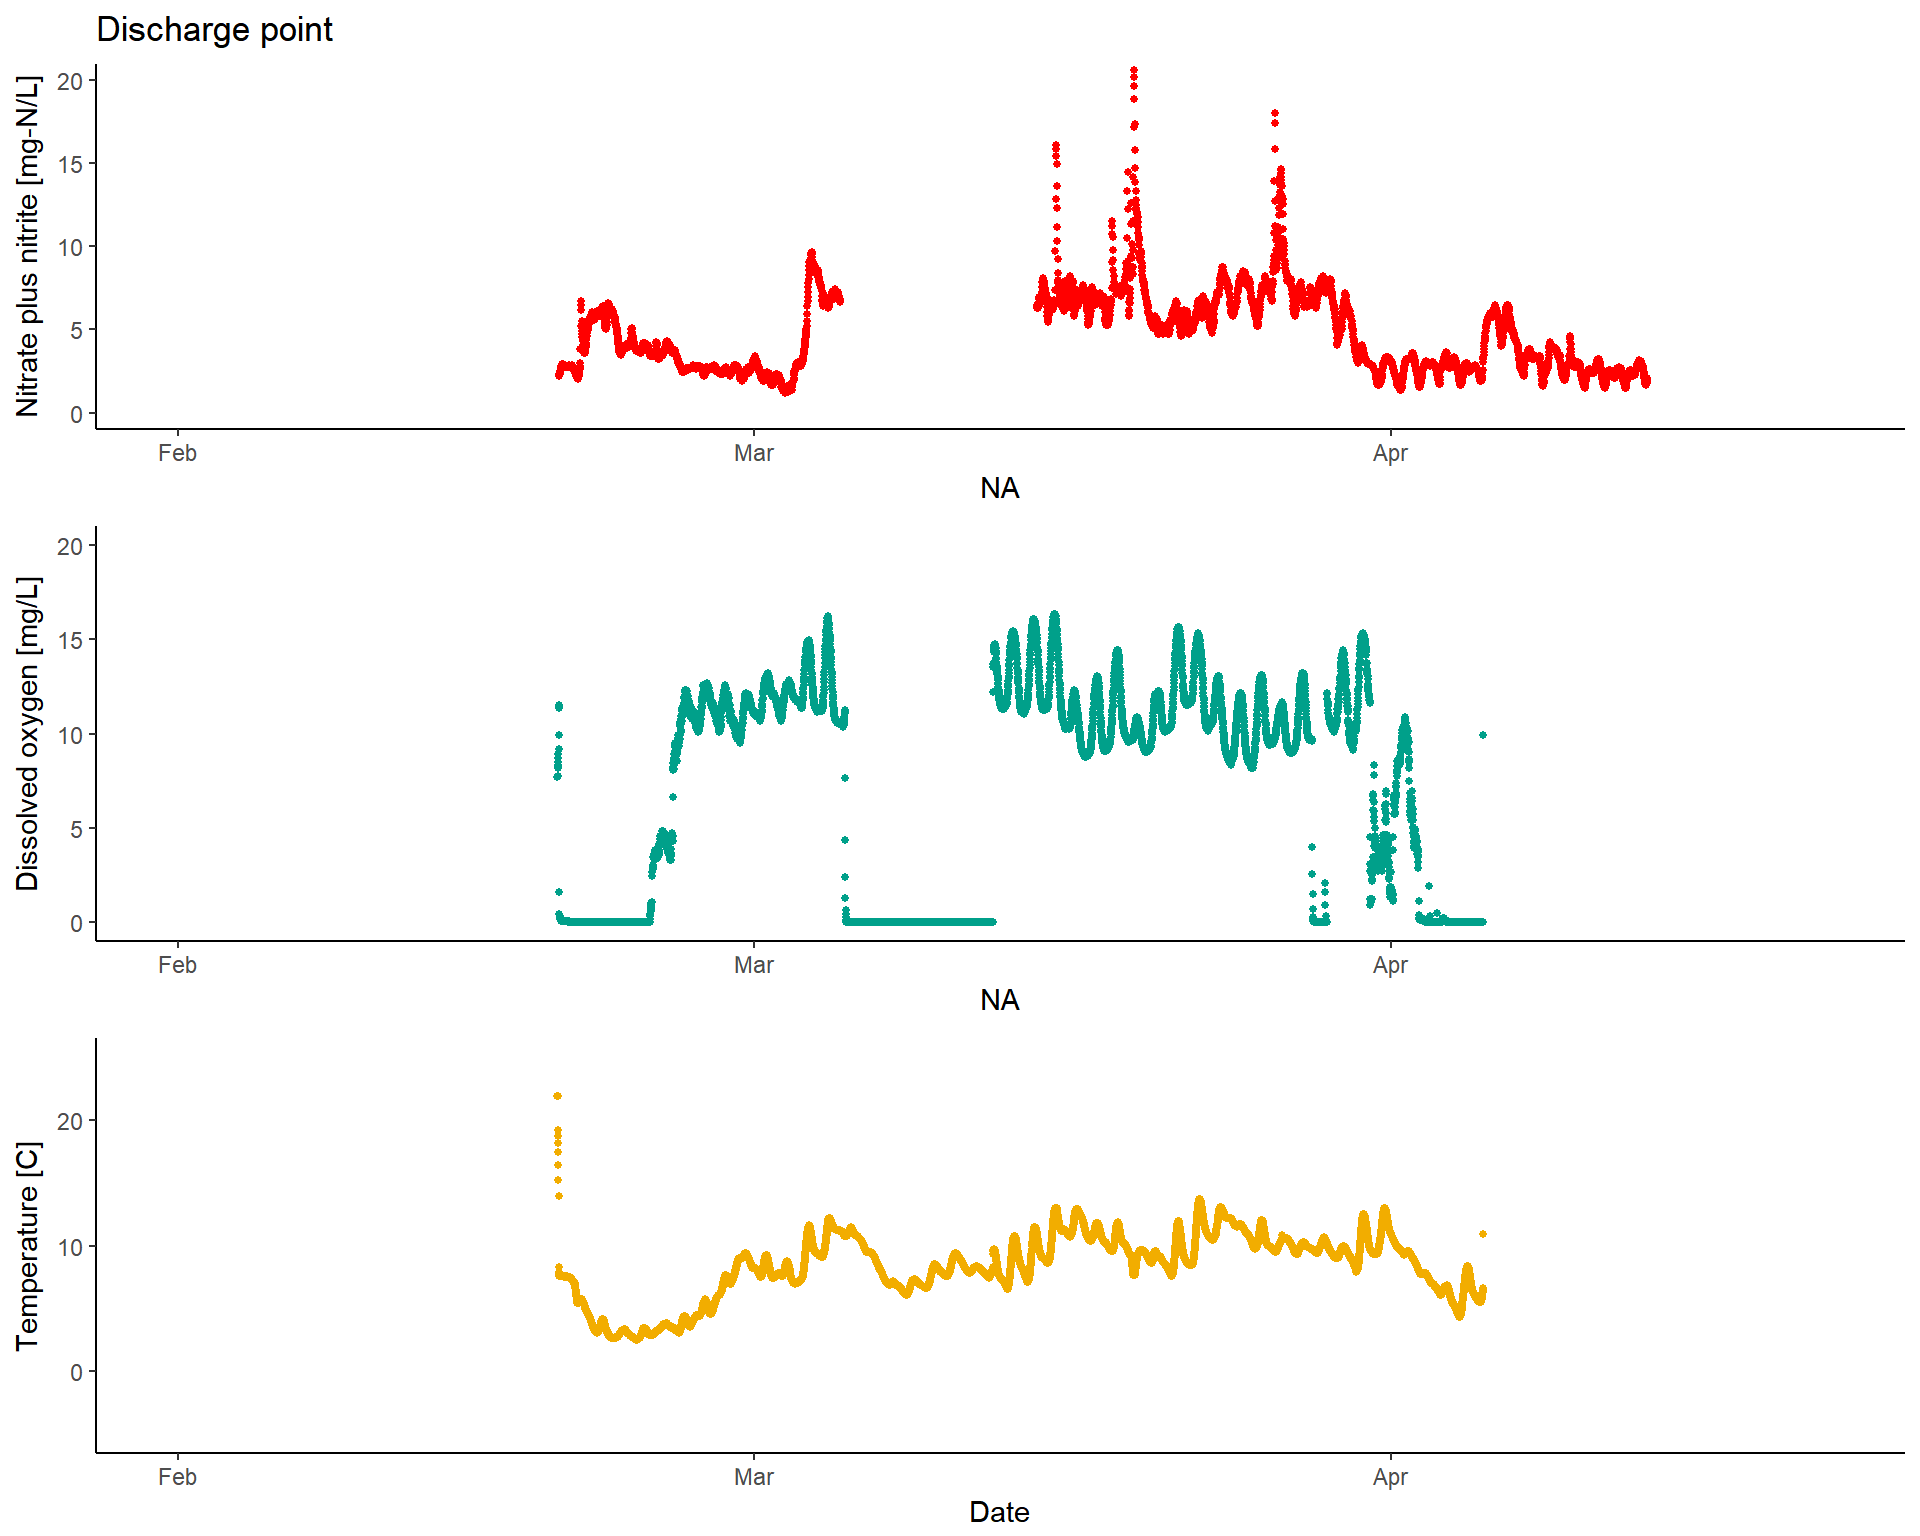 Discharge point
Nitrate plus nitrite [mg-N/L]
20
15
10
5
0
Feb Mar Apr
NA
Dissolved oxygen [mg/L]
20
15
10
5
0
Feb Mar Apr
NA
Temperature [C]
20
10
0
Feb Mar Apr
Date